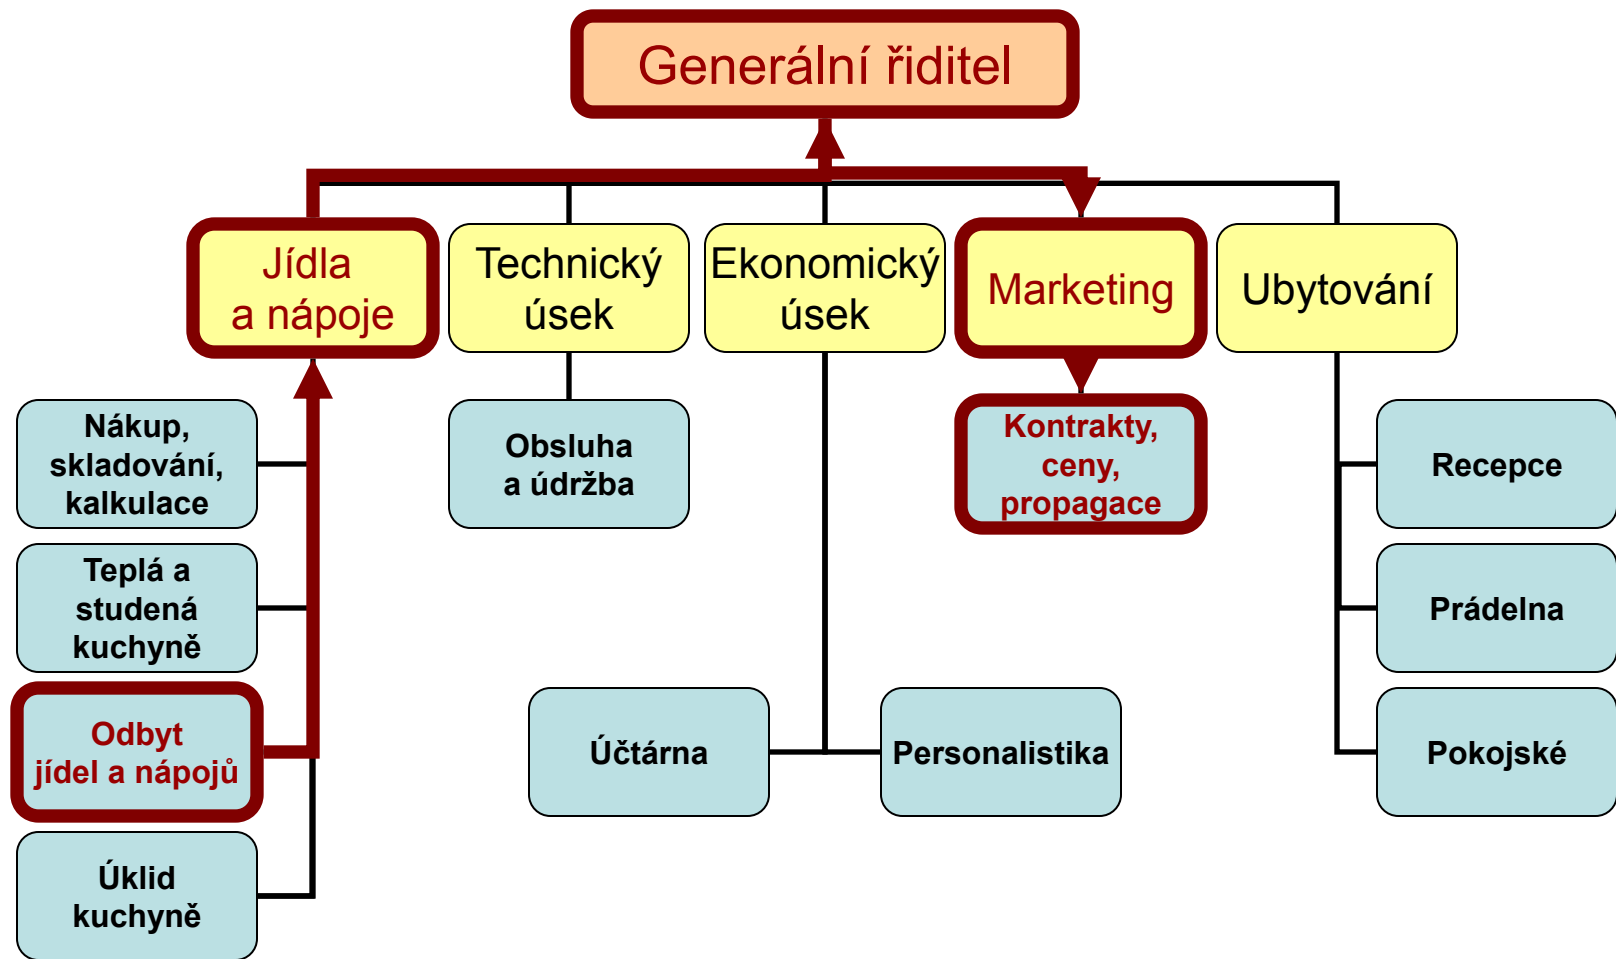 Generální řiditel
Jídla
a nápoje
Technický
úsek
Ekonomický
úsek
Marketing
Ubytování
Nákup,
skladování,
kalkulace
Teplá a
studená
kuchyně
Odbyt
jídel a nápojů
Úklid
kuchyně
Obsluha
a údržba
Účtárna
Personalistika
Kontrakty,
ceny,
propagace
Recepce
Prádelna
Pokojské